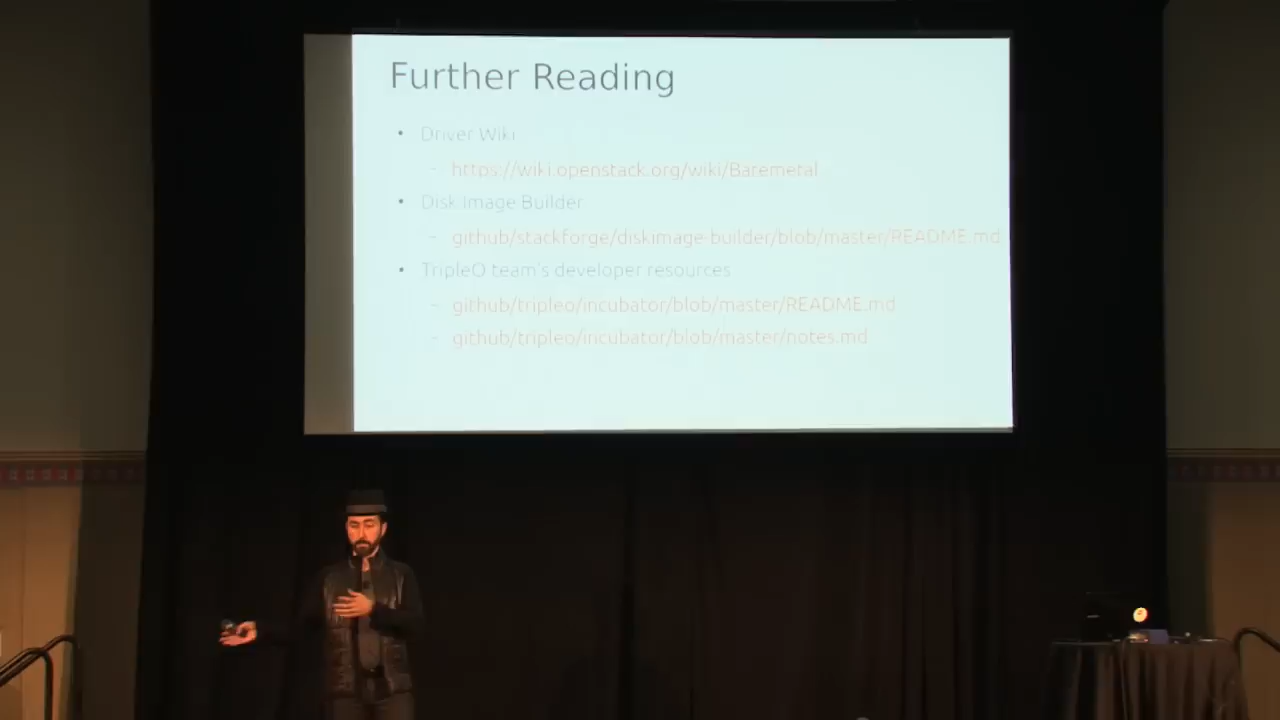 Further Reading
• Driver Wiki
– https://wiki.openstack.org/wiki/Baremetal
• Disk Image Builder
– github/stackforge/diskimage-builder/blob/master/README.md
• TripleO team's developer resources
– github/tripleo/incubator/blob/master/README.md
– github/tripleo/incubator/blob/master/notes.md